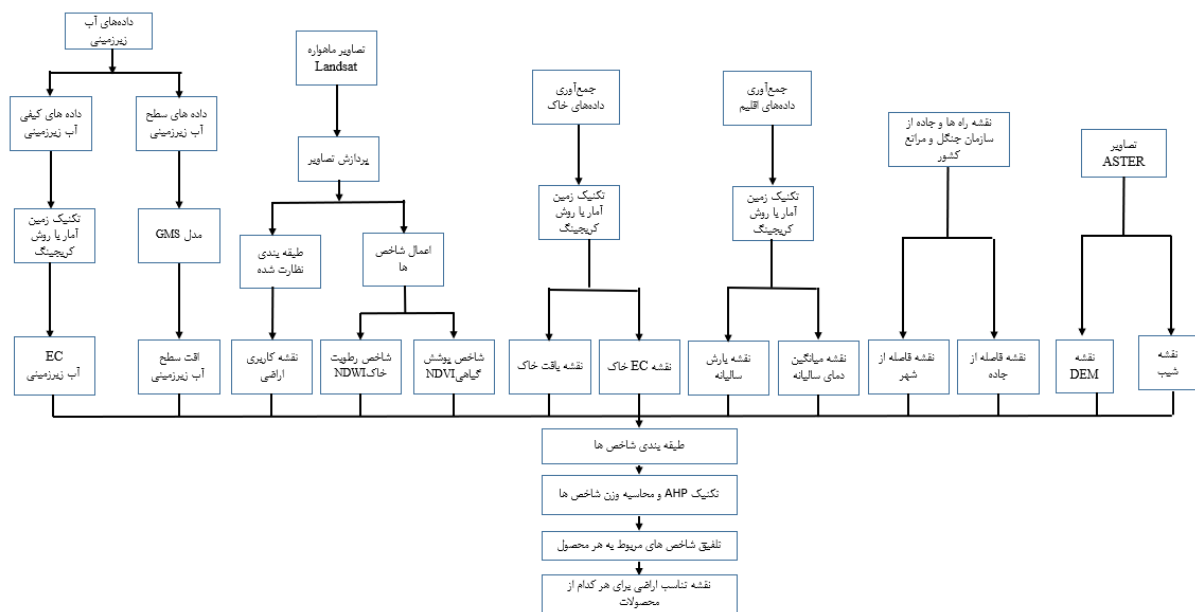 داده‌های آب
زیرزمینی
تصاویر ماهواره
Landsat
جمع‌آوری
داده‌های خاک
جمع‌آوری
داده‌های اقلیم
نقشه راه ها و جاده از
سازمان جنگل و مراتع
کشور
تصاویر
ASTER
داده های کیفی
آب زیرزمینی
داده های سطح
آب زیرزمینی
پردازش تصاویر
تکنیک زمین
آمار یا روش
کریجینگ
مدل GMS
طبقه بندی
نظارت شده
اعمال شاخص
ها
تکنیک زمین
آمار یا روش
کریجینگ
تکنیک زمین
آمار یا روش
کریجینگ
EC
آب زیرزمینی
افت سطح
آب زیرزمینی
نقشه کاربری
اراضی
شاخص رطوبت
خاکNDWI
شاخص پوشش
گیاهیNDVI
نقشه بافت خاک
نقشه EC خاک
نقشه بارش
سالیانه
نقشه میانگین
دمای سالیانه
نقشه فاصله از
شهر
نقشه فاصله از
جاده
نقشه
DEM
نقشه
شیب
طبقه بندی شاخص ها
تکنیک AHP و محاسبه وزن شاخص ها
تلفیق شاخص های مربوط به هر محصول
نقشه تناسب اراضی برای هر کدام از
محصولات